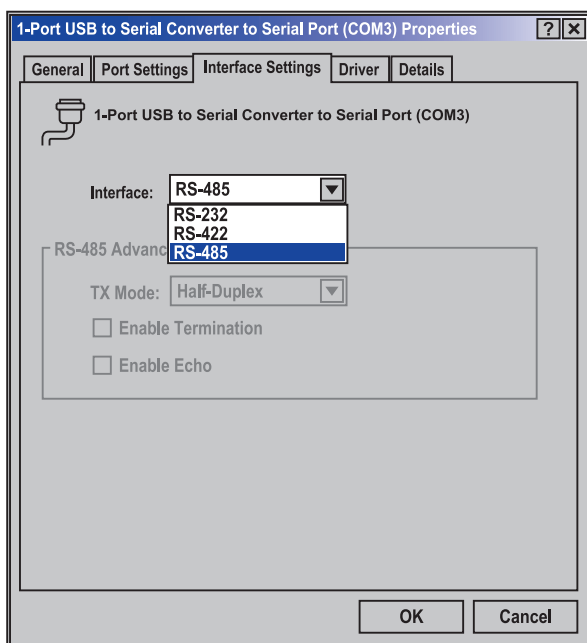 1-Port USB to Serial Converter to Serial Port (COM3) Properties ? X
General Port Settings Interface Settings Driver Details
1-Port USB to Serial Converter to Serial Port (COM3)
Interface: RS-485
RS-232
RS-422
RS-485
RS-485 Advanc
TX Mode: Half-Duplex
Enable Termination
Enable Echo
OK Cancel